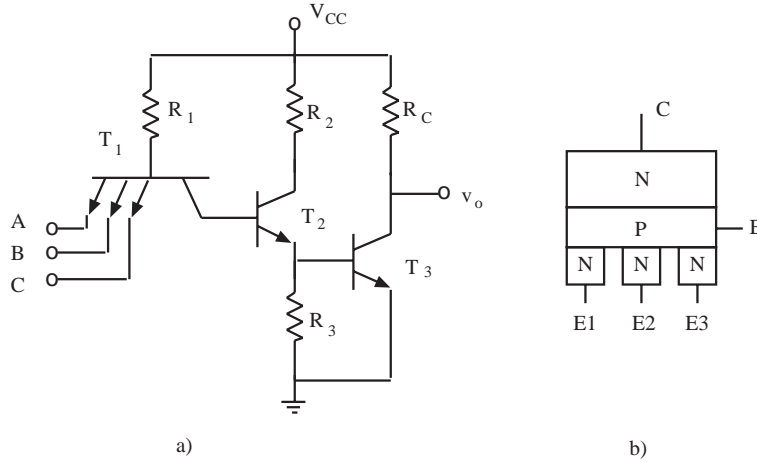 V_CC
R_1
R_2
R_C
T_1
A
B
C
T_2
v_o
T_3
R_3
a)
C
N
P
B
N
N
N
E1
E2
E3
b)